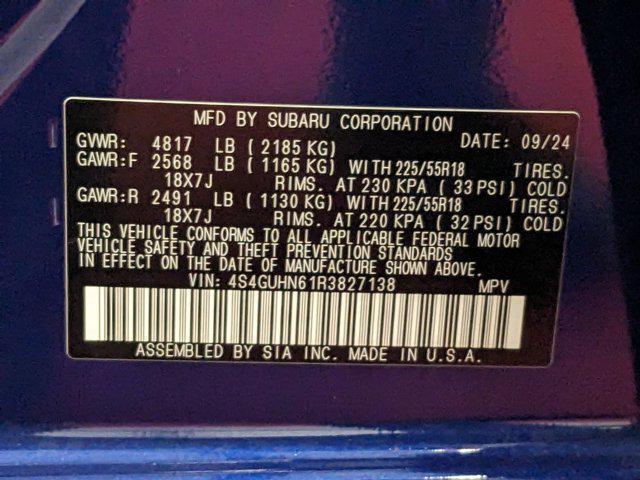 MFD BY SUBARU CORPORATION
GVWR: 4817 LB (2185 KG) DATE: 09/24
GAWR:F 2568 LB (1165 KG) WITH 225/55R18 TIRES.
18X7J RIMS. AT 230 KPA (33 PSI) COLD
GAWR:R 2491 LB (1130 KG) WITH 225/55R18 TIRES.
18X7J RIMS. AT 220 KPA (32 PSI) COLD
THIS VEHICLE CONFORMS TO ALL APPLICABLE FEDERAL MOTOR
VEHICLE SAFETY AND THEFT PREVENTION STANDARDS
IN EFFECT ON THE DATE OF MANUFACTURE SHOWN ABOVE.
VIN: 4S4GUHN61R3827138 MPV
ASSEMBLED BY SIA INC. MADE IN U.S.A.